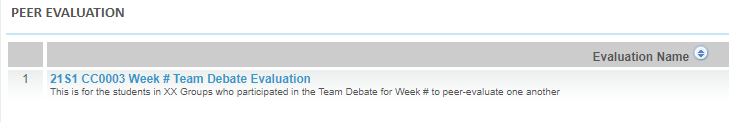 PEER EVALUATION
Evaluation Name
1 21S1 CC0003 Week # Team Debate Evaluation
This is for the students in XX Groups who participated in the Team Debate for Week # to peer-evaluate one another